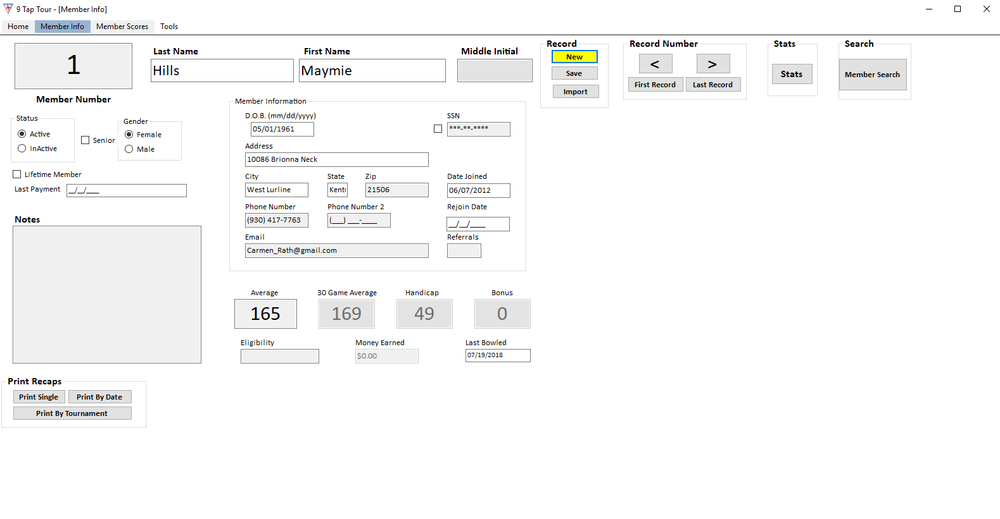 9 Tap Tour - [Member Info]
Home Member Info Member Scores Tools
1
Member Number
Last Name
Hills
First Name
Maymie
Middle Initial
Record
New
Save
Import
Record Number
< >
First Record Last Record
Stats
Stats
Search
Member Search
Status
Active
InActive
Senior
Gender
Female
Male
Lifetime Member
Last Payment __/__/____
Notes
Member Information
D.O.B. (mm/dd/yyyy)
05/01/1961
SSN
***-**-****
Address
10086 Brionna Neck
City State Zip Date Joined
West Lurline Kent 21506 06/07/2012
Phone Number Phone Number 2 Rejoin Date
(930) 417-7763 (___) ___-____ __/__/____
Email Referrals
Carmen_Rath@gmail.com
Average 30 Game Average Handicap Bonus
165 169 49 0
Eligibility Money Earned Last Bowled
$0.00 07/19/2018
Print Recaps
Print Single Print By Date
Print By Tournament